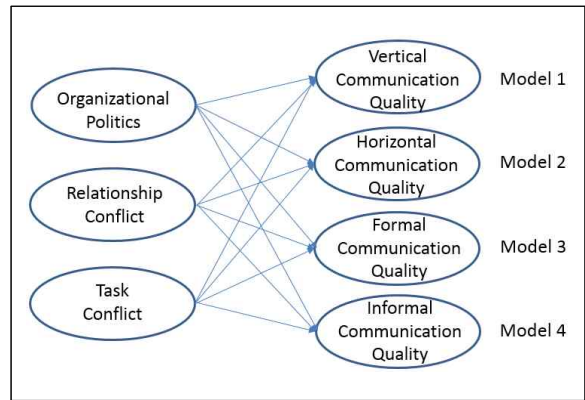 Organizational
Politics
Relationship
Conflict
Task
Conflict
Vertical
Communication
Quality
Model 1
Horizontal
Communication
Quality
Model 2
Formal
Communication
Quality
Model 3
Informal
Communication
Quality
Model 4